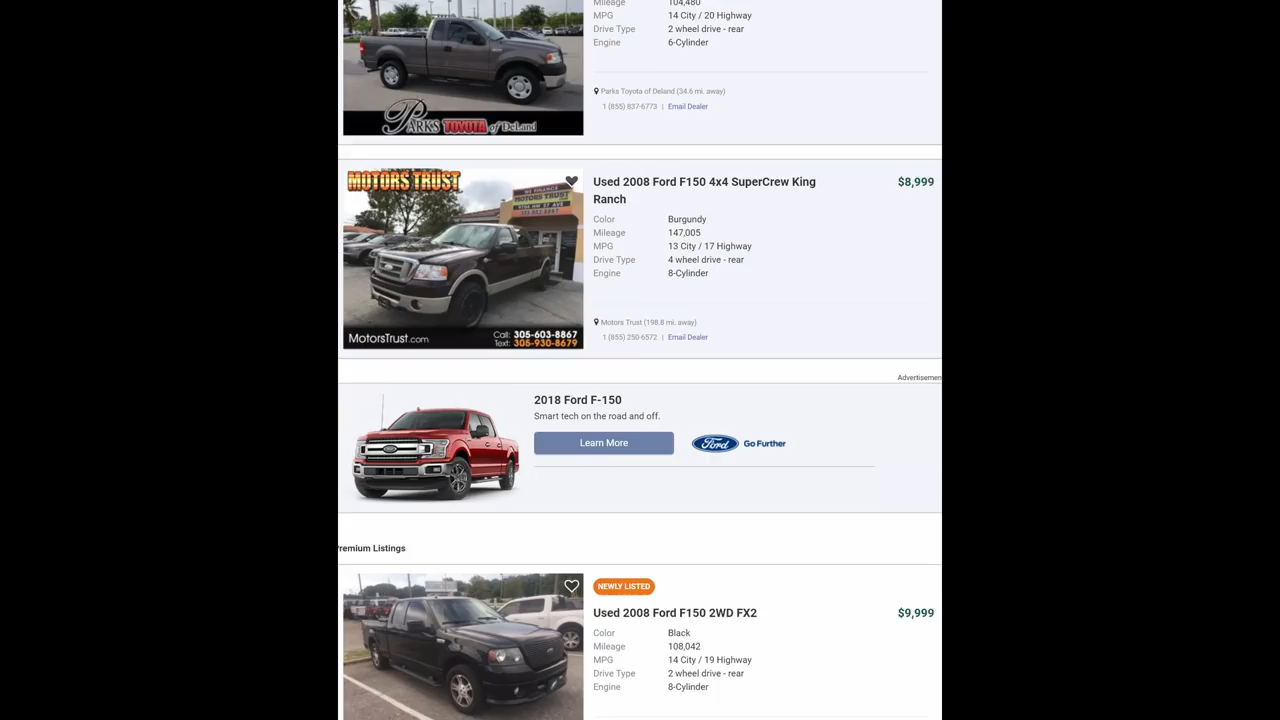 Mileage 104,480
MPG 14 City / 20 Highway
Drive Type 2 wheel drive - rear
Engine 6-Cylinder
PARKS TOYOTA of DeLand
Parks Toyota of Deland (34.6 mi. away)
1 (855) 837-6773 | Email Dealer
MOTORS TRUST
WE FINANCE
MOTORS TRUST
Used 2008 Ford F150 4x4 SuperCrew King
Ranch
$8,999
Color Burgundy
Mileage 147,005
MPG 13 City / 17 Highway
Drive Type 4 wheel drive - rear
Engine 8-Cylinder
MotorsTrust.com
Call: 305-603-8867
Text: 305-930-8679
Motors Trust (198.8 mi. away)
1 (855) 250-6572 | Email Dealer
Advertisemen
2018 Ford F-150
Smart tech on the road and off.
Learn More
Ford Go Further
Premium Listings
NEWLY LISTED
Used 2008 Ford F150 2WD FX2 $9,999
Color Black
Mileage 108,042
MPG 14 City / 19 Highway
Drive Type 2 wheel drive - rear
Engine 8-Cylinder